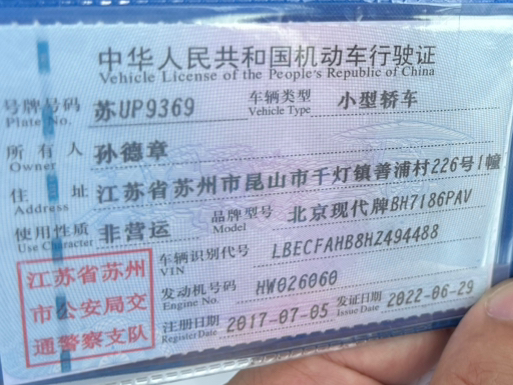 中华人民共和国机动车行驶证
Vehicle License of the People's Republic of China
号牌号码 苏UP9369 车辆类型 小型轿车
Plate No. Vehicle Type
所有人 孙德章
Owner
住址 江苏省苏州市昆山市千灯镇善浦村226号1幢
Address
使用性质 非营运 品牌型号 北京现代牌BH7186PAV
Use Character Model
车辆识别代号 LBECFAHB8HZ494488
VIN
发动机号码 HW026060
Engine No.
注册日期 2017-07-05 发证日期 2022-06-29
Register Date Issue Date
江苏省苏州
市公安局交
通警察支队